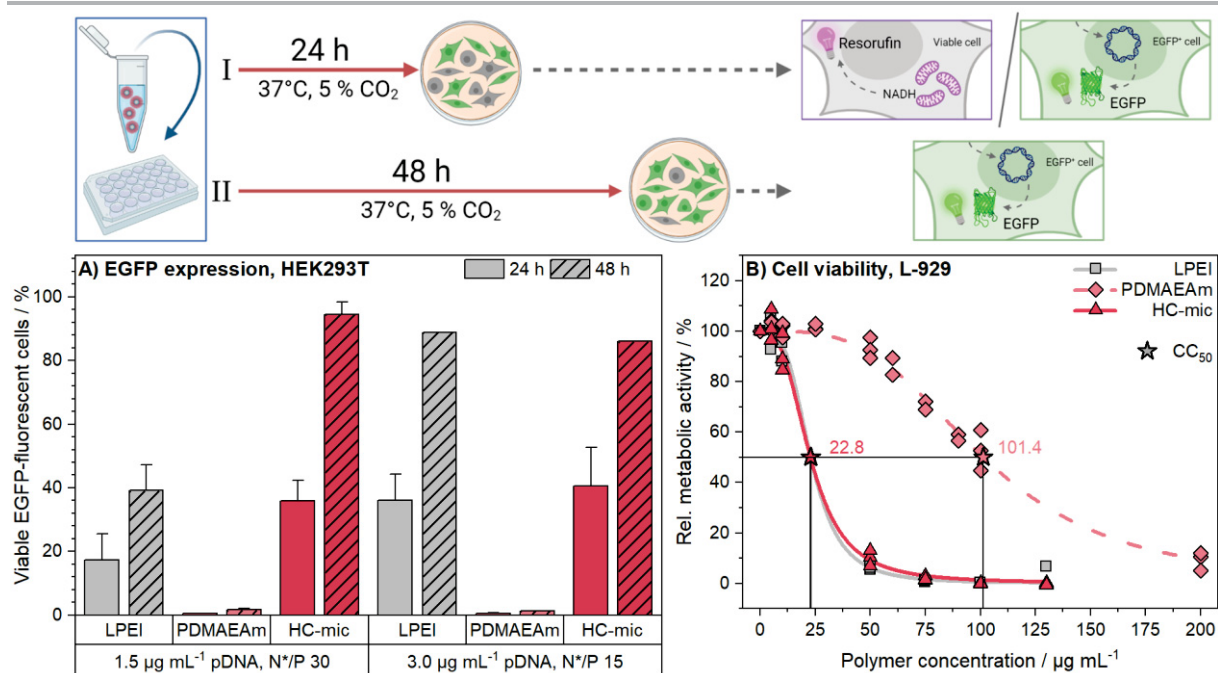 I
24 h
37°C, 5 % CO₂
Resorufin
Viable cell
NADH
EGFP⁺ cell
EGFP
II
48 h
37°C, 5 % CO₂
EGFP⁺ cell
EGFP
A) EGFP expression, HEK293T
24 h
48 h
Viable EGFP-fluorescent cells / %
100
80
60
40
20
0
LPEI
PDMAEAm
HC-mic
LPEI
PDMAEAm
HC-mic
1.5 µg mL⁻¹ pDNA, N*/P 30
3.0 µg mL⁻¹ pDNA, N*/P 15
B) Cell viability, L-929
LPEI
PDMAEAm
HC-mic
CC₅₀
Rel. metabolic activity / %
120
100
80
60
40
20
0
22.8
101.4
0
25
50
75
100
125
150
175
200
Polymer concentration / µg mL⁻¹